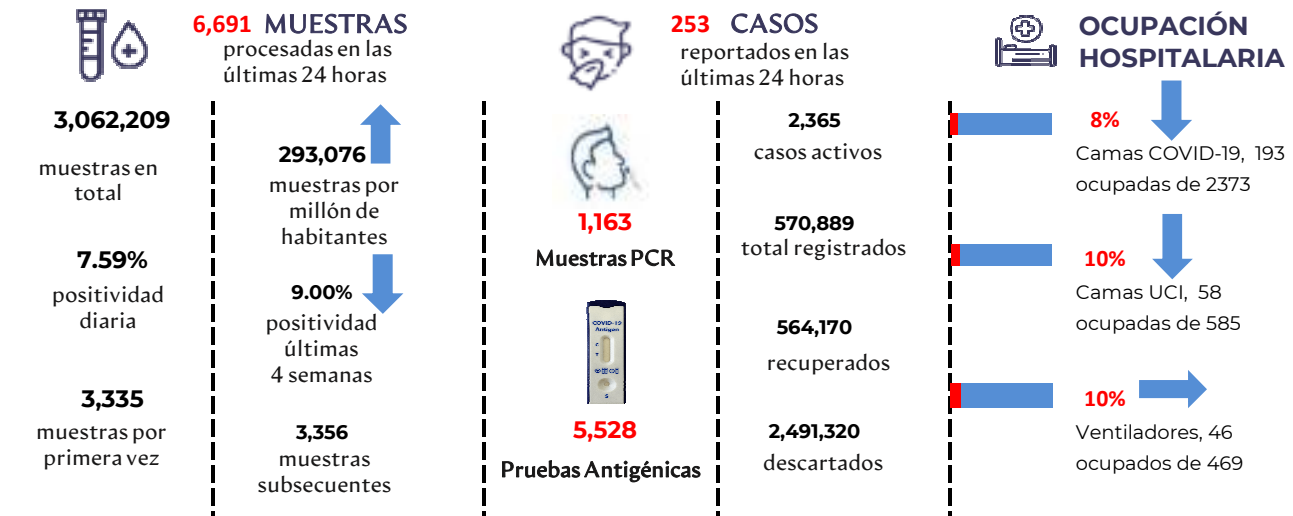 6,691 MUESTRAS
procesadas en las
últimas 24 horas
3,062,209
muestras en
total
7.59%
positividad
diaria
3,335
muestras por
primera vez
293,076
muestras por
millón de
habitantes
9.00%
positividad
últimas
4 semanas
3,356
muestras
subsecuentes
253 CASOS
reportados en las
últimas 24 horas
1,163
Muestras PCR
COVID-19
Antigen
C
T
S
5,528
Pruebas Antigénicas
2,365
casos activos
570,889
total registrados
564,170
recuperados
2,491,320
descartados
OCUPACIÓN
HOSPITALARIA
8%
Camas COVID-19, 193
ocupadas de 2373
10%
Camas UCI, 58
ocupadas de 585
10%
Ventiladores, 46
ocupados de 469